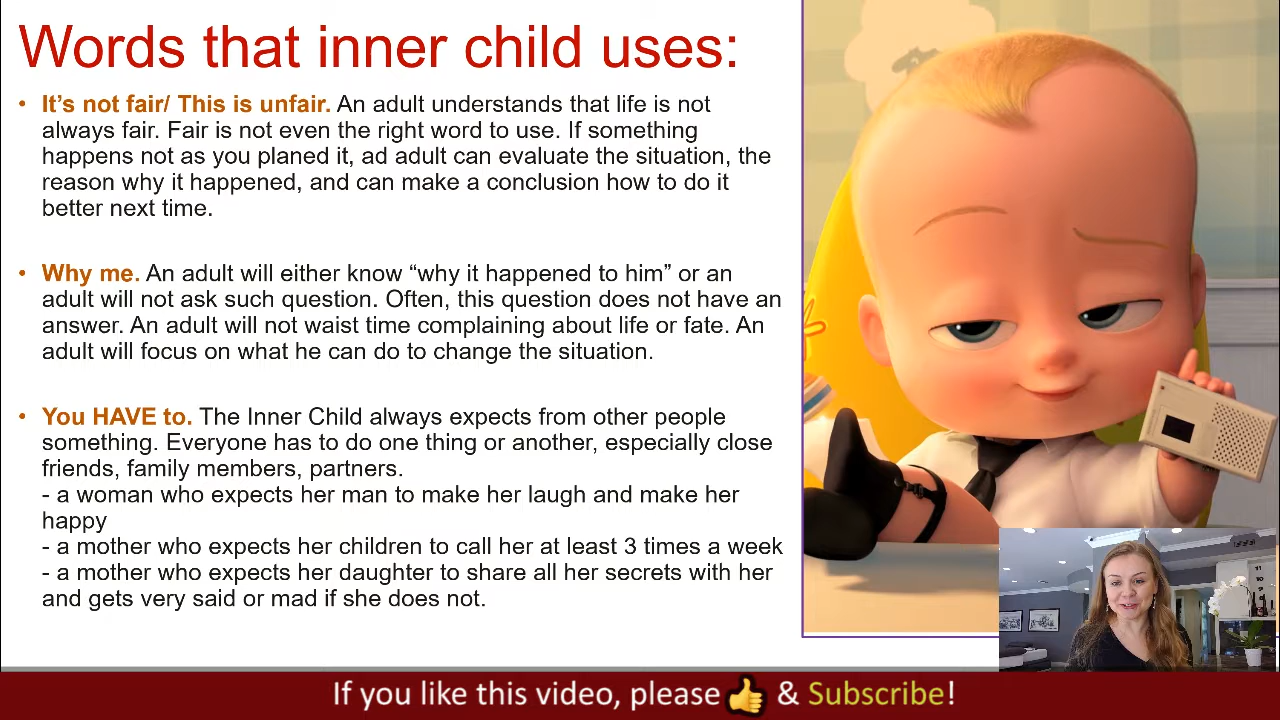 Words that inner child uses:
• It's not fair/ This is unfair. An adult understands that life is not
always fair. Fair is not even the right word to use. If something
happens not as you planed it, ad adult can evaluate the situation, the
reason why it happened, and can make a conclusion how to do it
better next time.
• Why me. An adult will either know “why it happened to him” or an
adult will not ask such question. Often, this question does not have an
answer. An adult will not waist time complaining about life or fate. An
adult will focus on what he can do to change the situation.
• You HAVE to. The Inner Child always expects from other people
something. Everyone has to do one thing or another, especially close
friends, family members, partners.
- a woman who expects her man to make her laugh and make her
happy
- a mother who expects her children to call her at least 3 times a week
- a mother who expects her daughter to share all her secrets with her
and gets very said or mad if she does not.
If you like this video, please👍 & Subscribe!